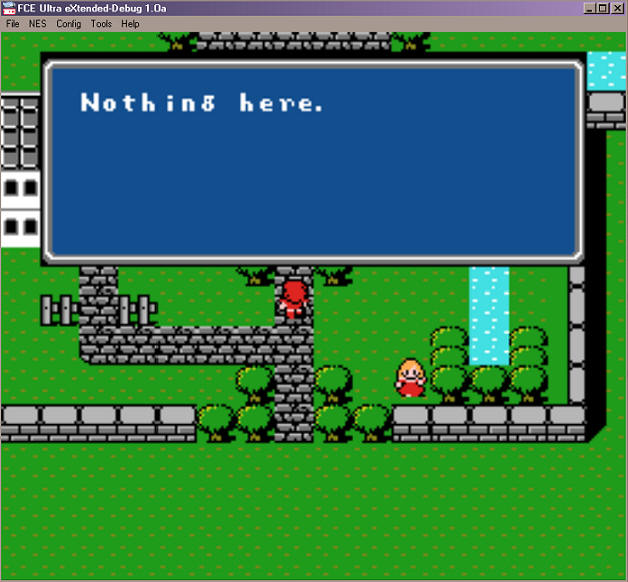 FCE Ultra eXtended-Debug 1.0a
File NES Config Tools Help
Nothing here.